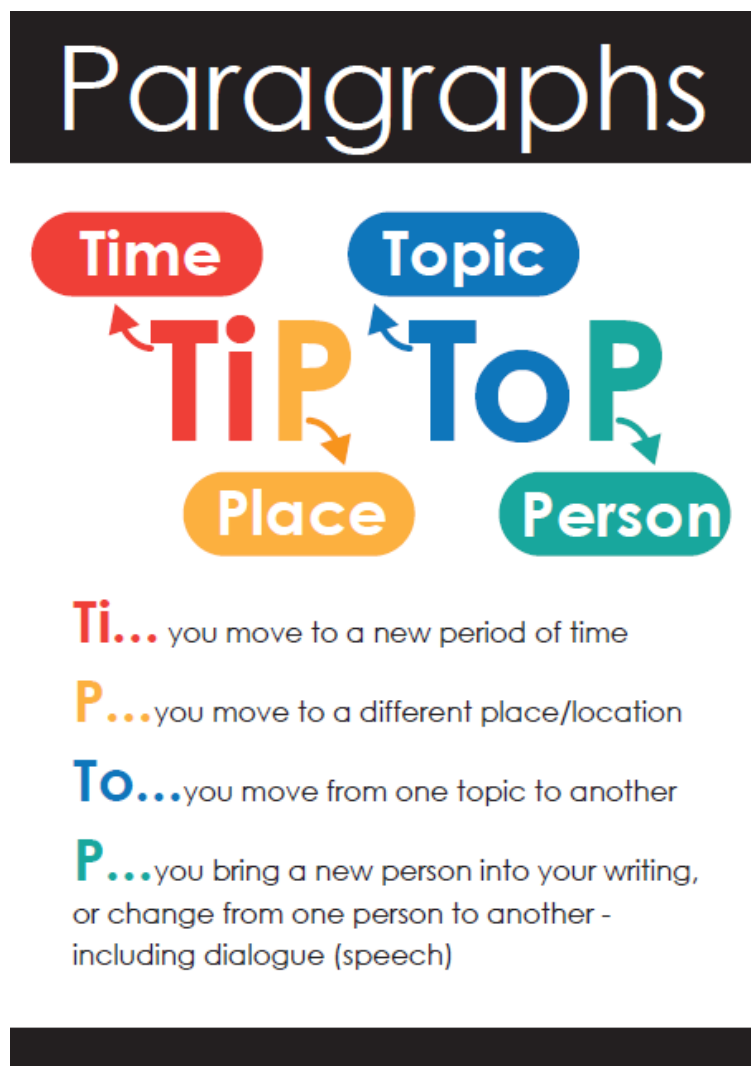 Paragraphs
Time Topic
TiP ToP
Place Person
Ti... you move to a new period of time
P...you move to a different place/location
To...you move from one topic to another
P...you bring a new person into your writing,
or change from one person to another -
including dialogue (speech)